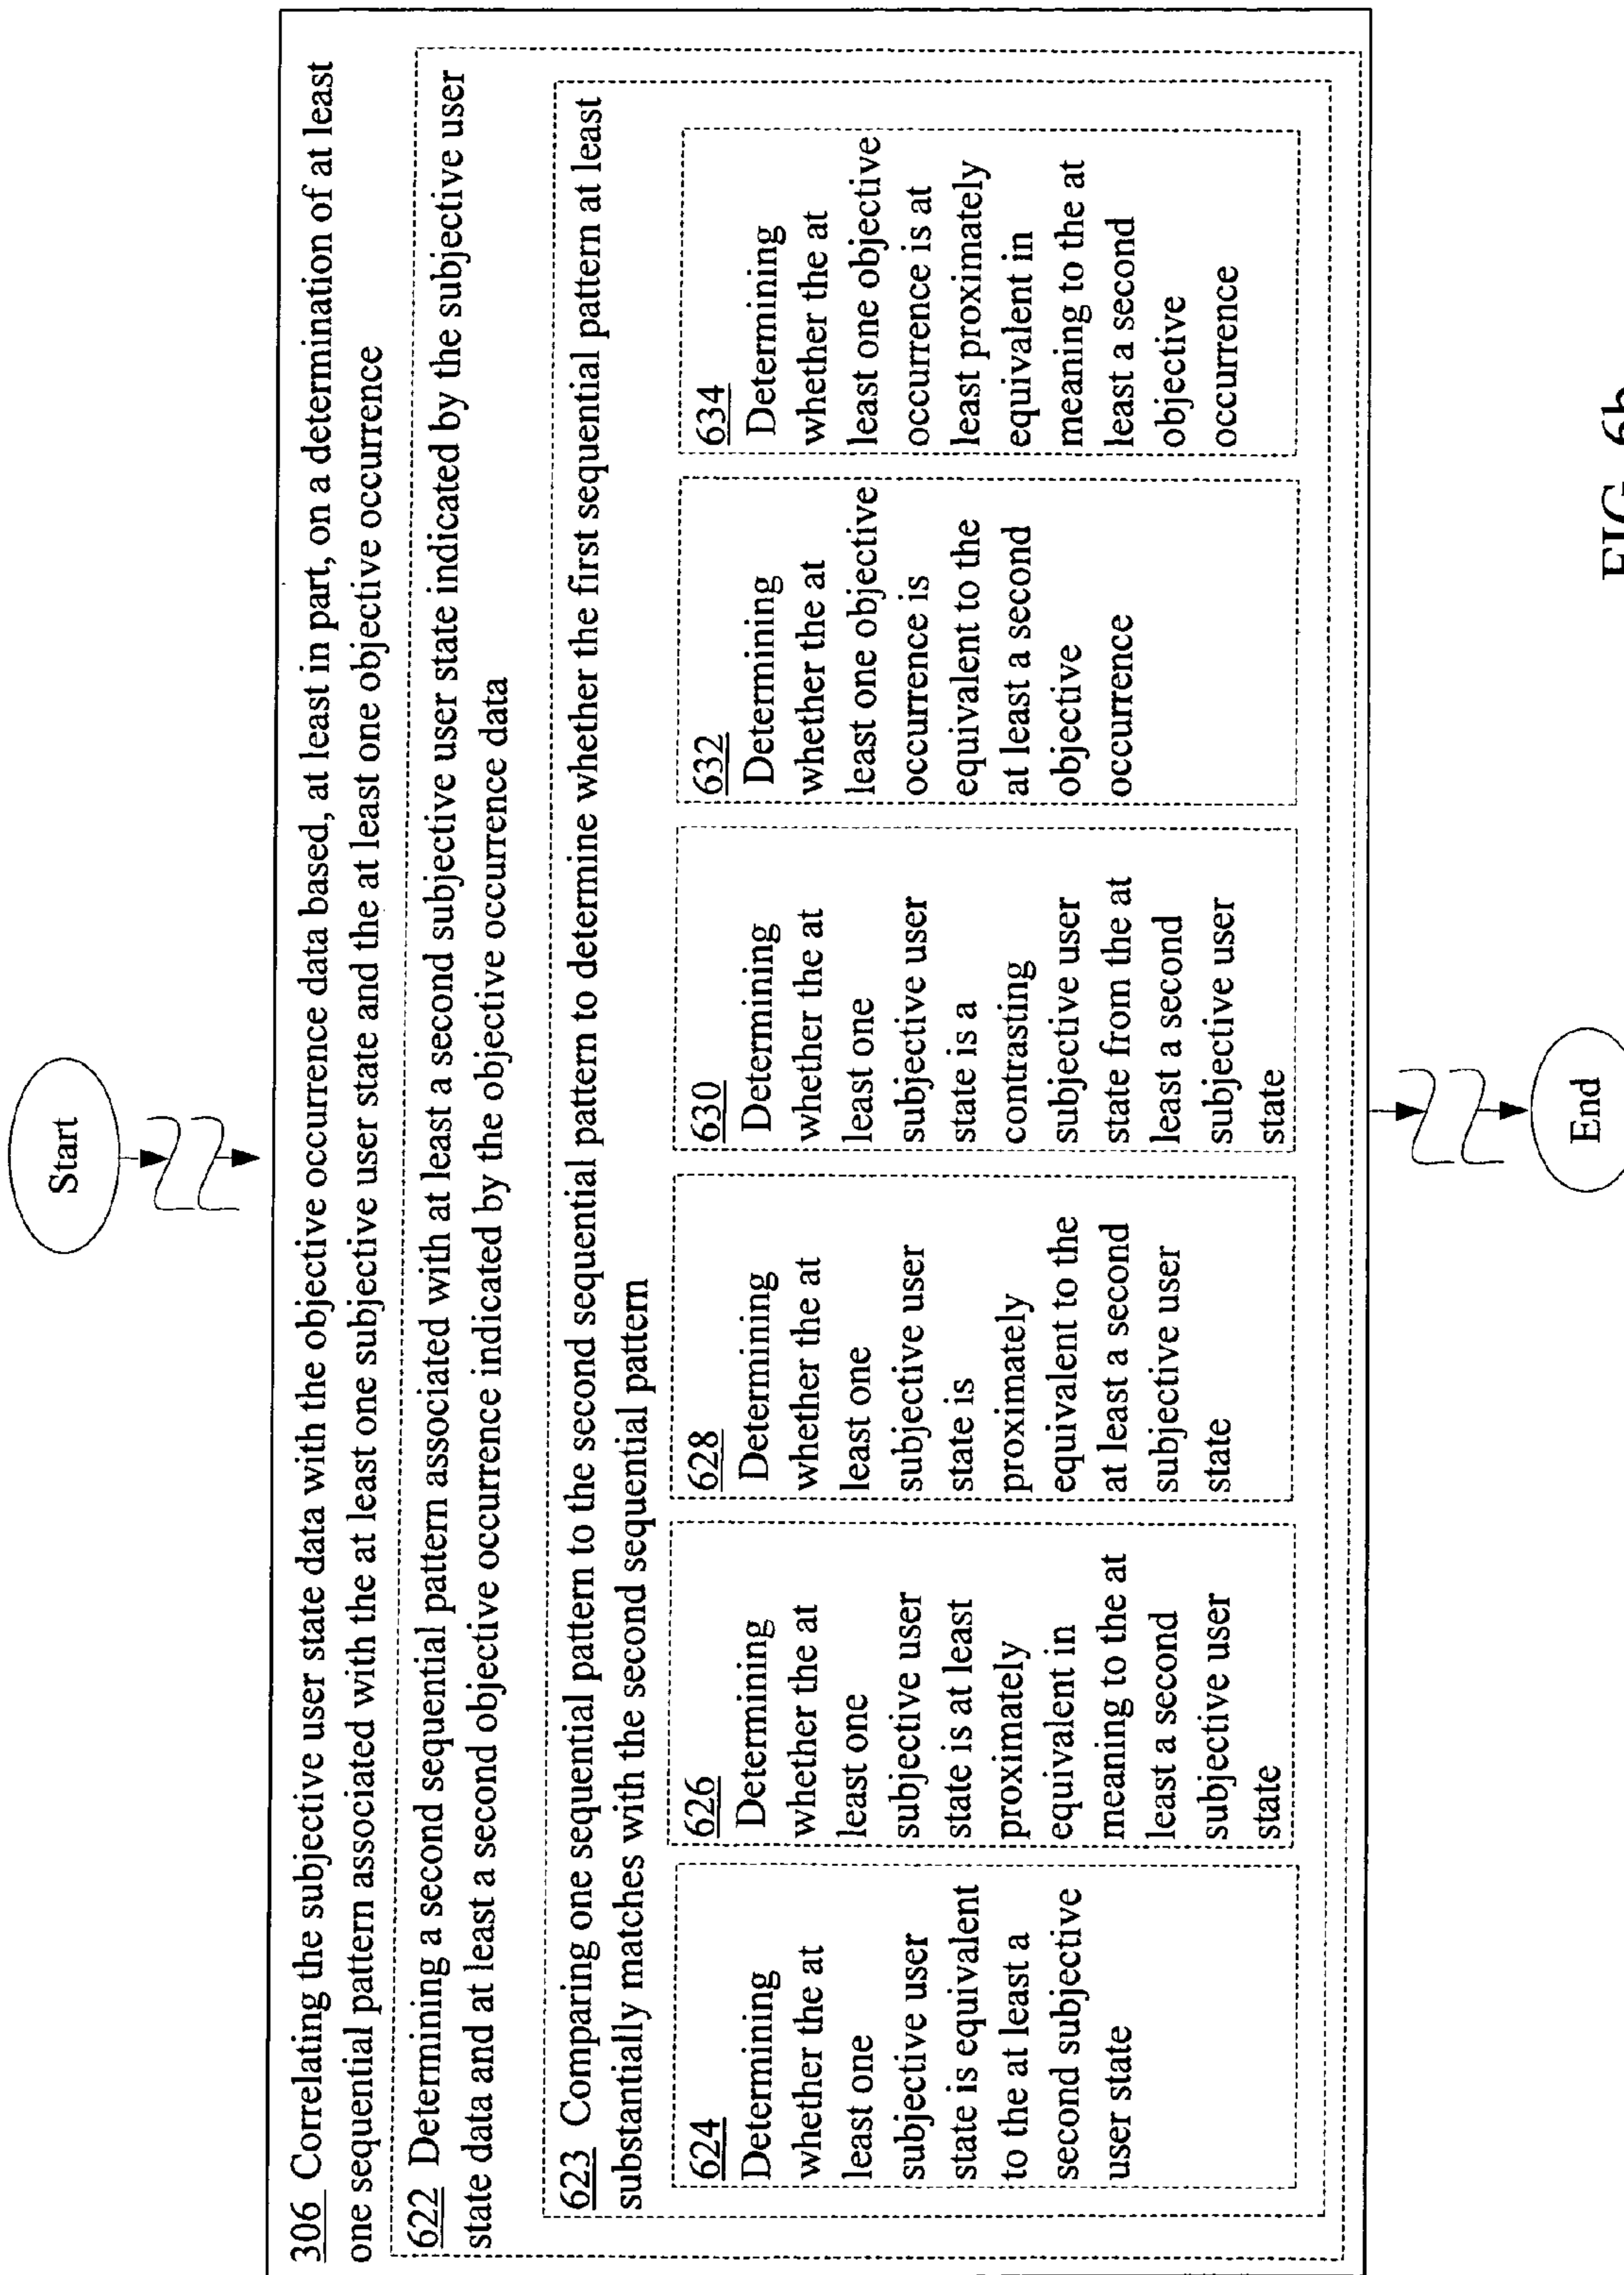 Start
306 Correlating the subjective user state data with the objective occurrence data based, at least in part, on a determination of at least
one sequential pattern associated with the at least one subjective user state and the at least one objective occurrence
622 Determining a second sequential pattern associated with at least a second subjective user state indicated by the subjective user
state data and at least a second objective occurrence indicated by the objective occurrence data
623 Comparing one sequential pattern to the second sequential pattern to determine whether the first sequential pattern at least
substantially matches with the second sequential pattern
624
Determining
whether the at
least one
subjective user
state is equivalent
to the at least a
second subjective
user state
626
Determining
whether the at
least one
subjective user
state is at least
proximately
equivalent in
meaning to the at
least a second
subjective user
state
628
Determining
whether the at
least one
subjective user
state is
proximately
equivalent to the
at least a second
subjective user
state
630
Determining
whether the at
least one
subjective user
state is a
contrasting
subjective user
state from the at
least a second
subjective user
state
632
Determining
whether the at
least one objective
occurrence is
equivalent to the
at least a second
objective
occurrence
634
Determining
whether the at
least one objective
occurrence is at
least proximately
equivalent in
meaning to the at
least a second
objective
occurrence
End
FIG. 6b